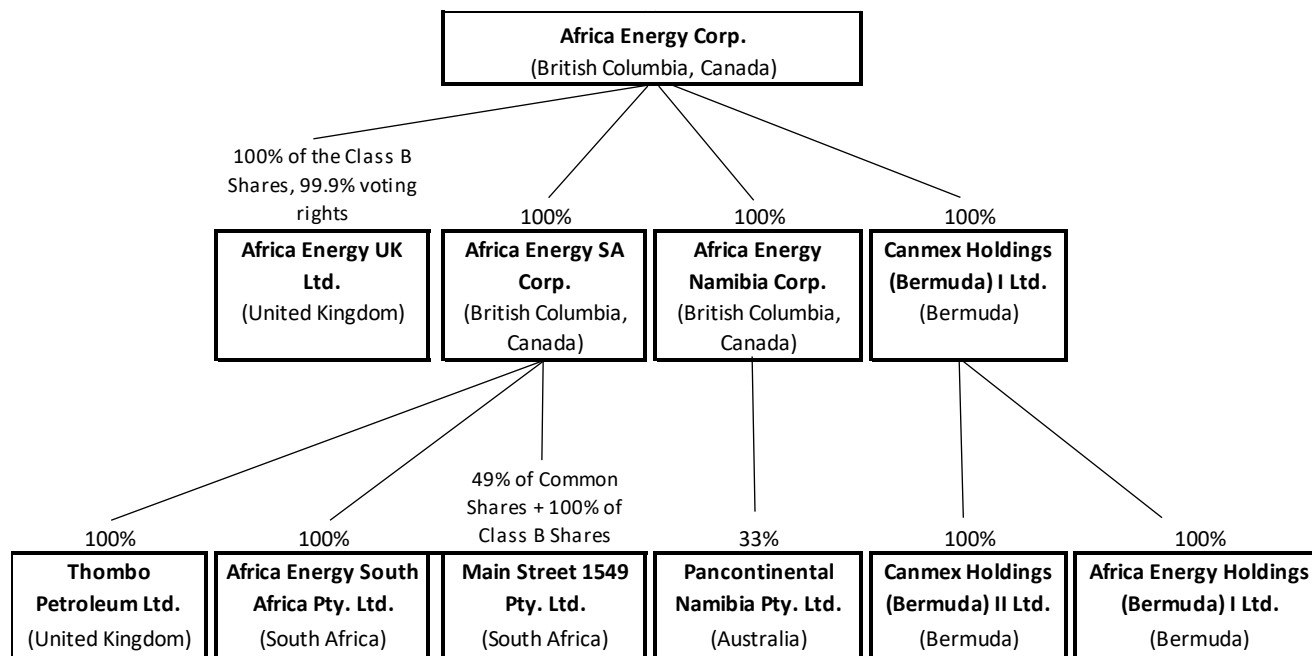 Africa Energy Corp.
(British Columbia, Canada)
100% of the Class B
Shares, 99.9% voting
rights
100%
100%
100%
Africa Energy UK
Ltd.
(United Kingdom)
Africa Energy SA
Corp.
(British Columbia,
Canada)
Africa Energy
Namibia Corp.
(British Columbia,
Canada)
Canmex Holdings
(Bermuda) I Ltd.
(Bermuda)
49% of Common
Shares + 100% of
Class B Shares
100%
100%
33%
100%
100%
Thombo
Petroleum Ltd.
(United Kingdom)
Africa Energy South
Africa Pty. Ltd.
(South Africa)
Main Street 1549
Pty. Ltd.
(South Africa)
Pancontinental
Namibia Pty. Ltd.
(Australia)
Canmex Holdings
(Bermuda) II Ltd.
(Bermuda)
Africa Energy Holdings
(Bermuda) I Ltd.
(Bermuda)